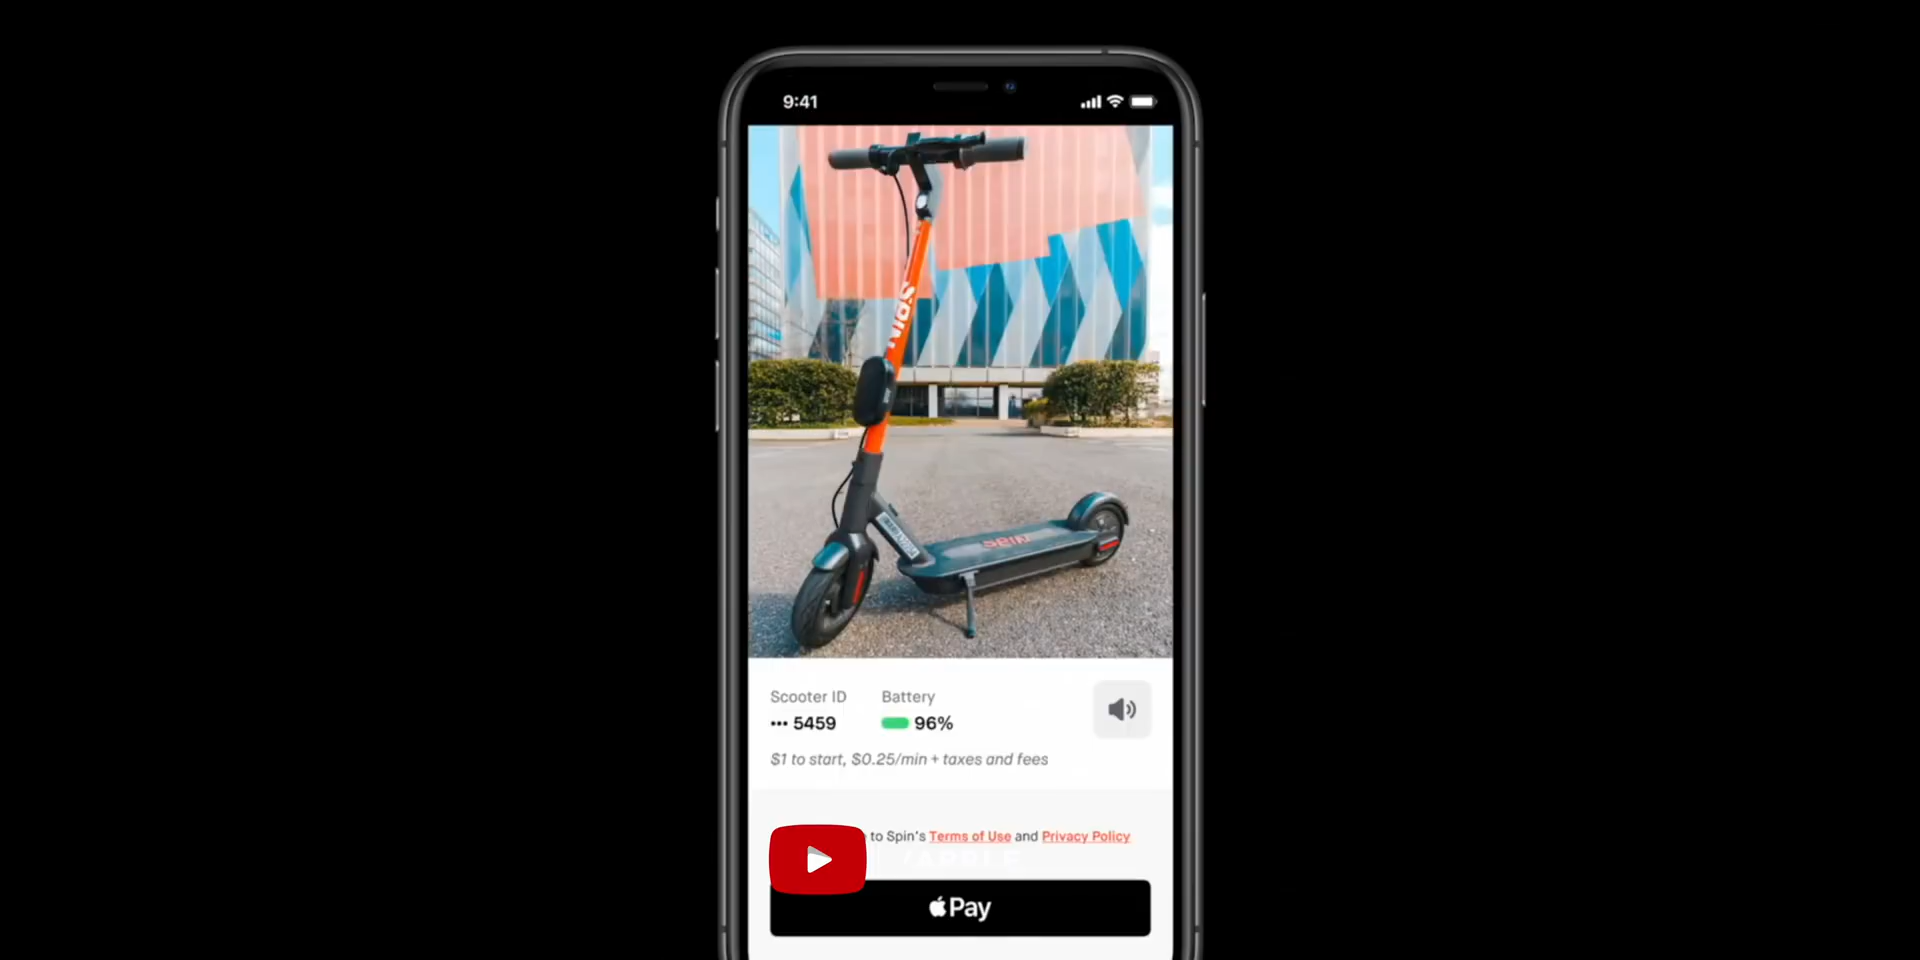 9:41
SPIN
SPIN
Scooter ID
Battery
••• 5459
96%
$1 to start, $0.25/min + taxes and fees
to Spin's Terms of Use and Privacy Policy
Pay